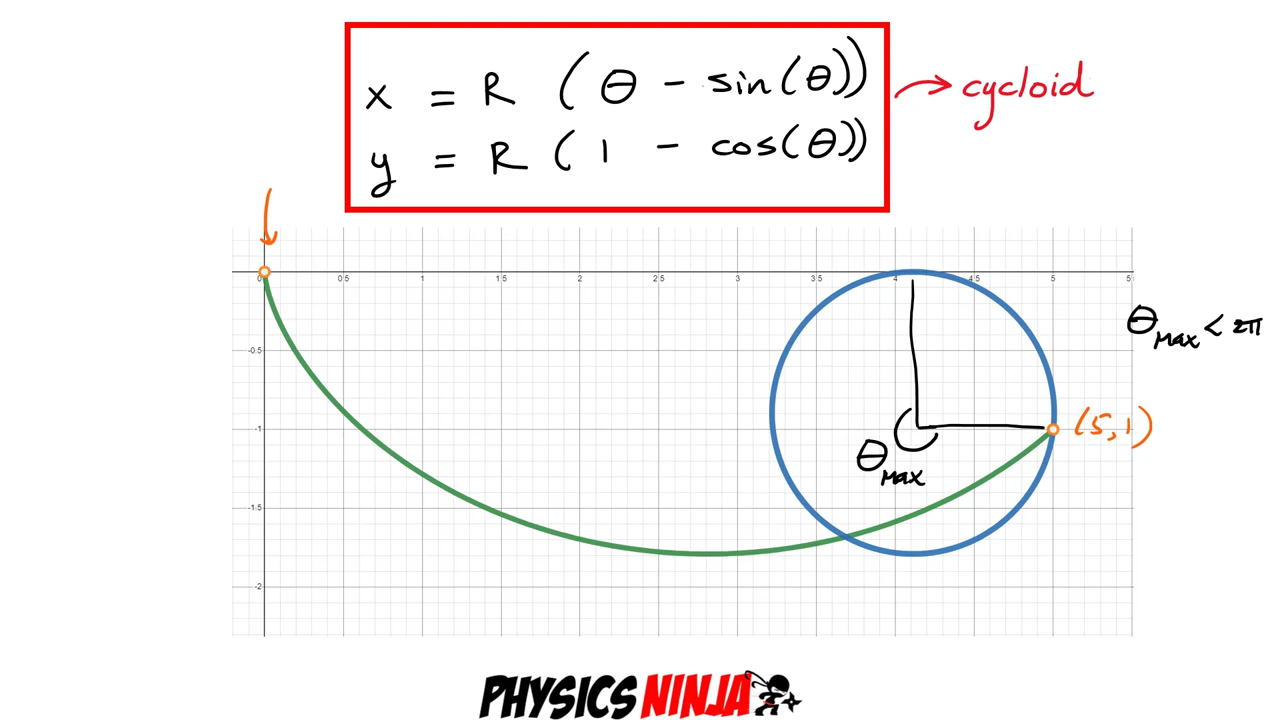 x = R (θ - sin(θ))
y = R (1 - cos(θ))
cycloid
0 0.5 1 1.5 2 2.5 3 3.5 4 4.5 5 5.
-0.5
-1
-1.5
-2
θMAX < 2π
(5,1)
θMAX
PHYSICS NINJA